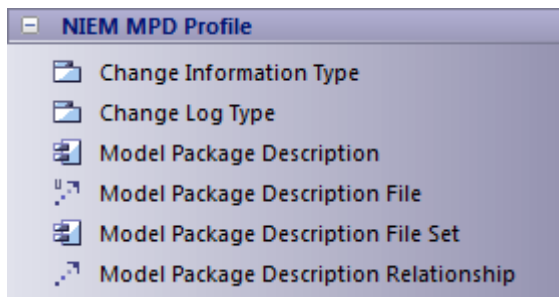 NIEM MPD Profile
Change Information Type
Change Log Type
Model Package Description
Model Package Description File
Model Package Description File Set
Model Package Description Relationship